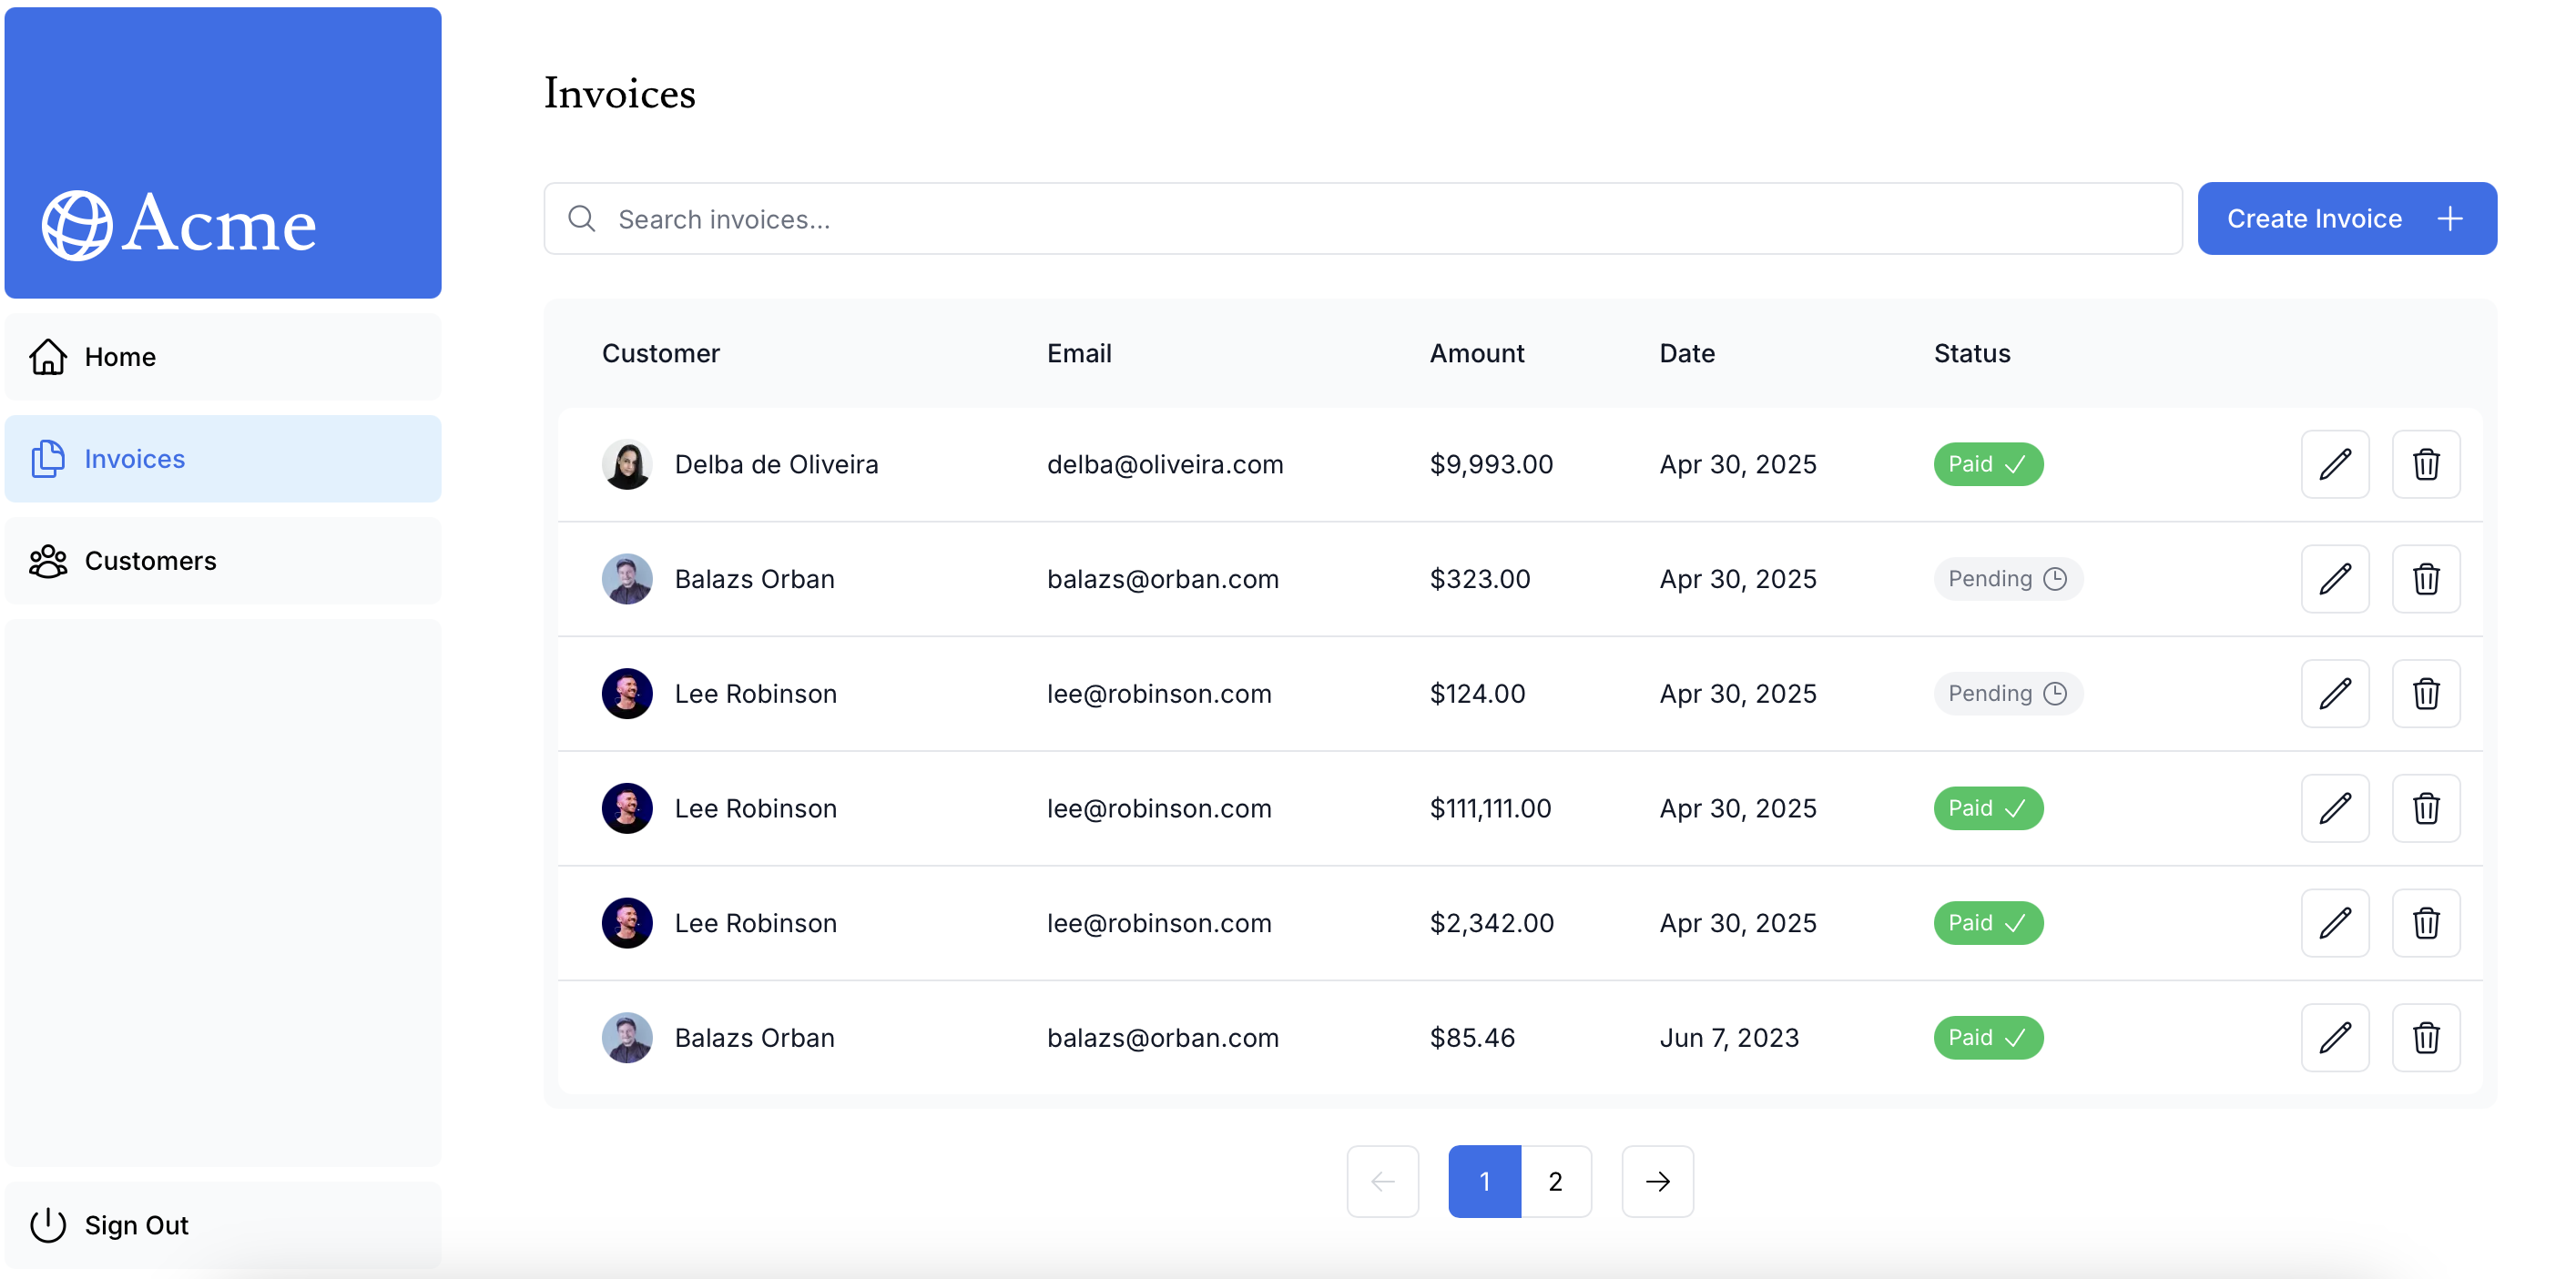 Acme
Home
Invoices
Customers
Sign Out
Invoices
Search invoices...
Create Invoice
Customer Email Amount Date Status
Delba de Oliveira delba@oliveira.com $9,993.00 Apr 30, 2025 Paid
Balazs Orban balazs@orban.com $323.00 Apr 30, 2025 Pending
Lee Robinson lee@robinson.com $124.00 Apr 30, 2025 Pending
Lee Robinson lee@robinson.com $111,111.00 Apr 30, 2025 Paid
Lee Robinson lee@robinson.com $2,342.00 Apr 30, 2025 Paid
Balazs Orban balazs@orban.com $85.46 Jun 7, 2023 Paid
1 2